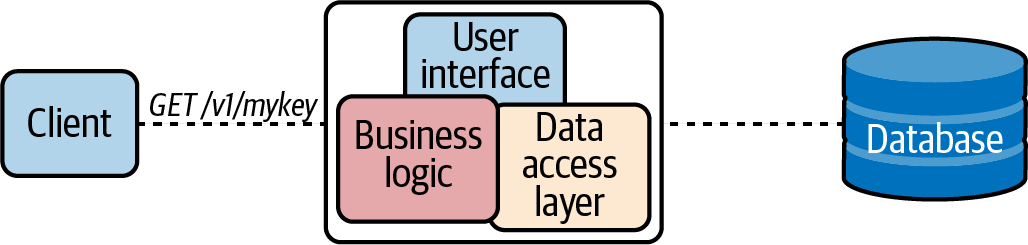 Client
GET /v1/mykey
User
interface
Business
logic
Data
access
layer
Database